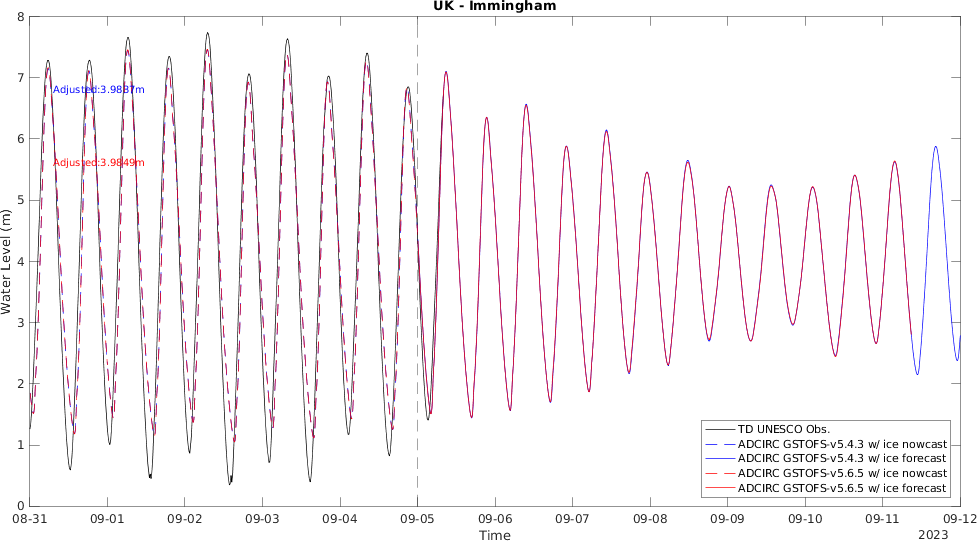 UK - Immingham
8
7
6
5
4
3
2
1
0
Water Level (m)
Adjusted:3.9837m
Adjusted:3.9849m
TD UNESCO Obs.
ADCIRC GSTOFS-v5.4.3 w/ ice nowcast
ADCIRC GSTOFS-v5.4.3 w/ ice forecast
ADCIRC GSTOFS-v5.6.5 w/ ice nowcast
ADCIRC GSTOFS-v5.6.5 w/ ice forecast
08-31 09-01 09-02 09-03 09-04 09-05 09-06 09-07 09-08 09-09 09-10 09-11 09-12
Time
2023